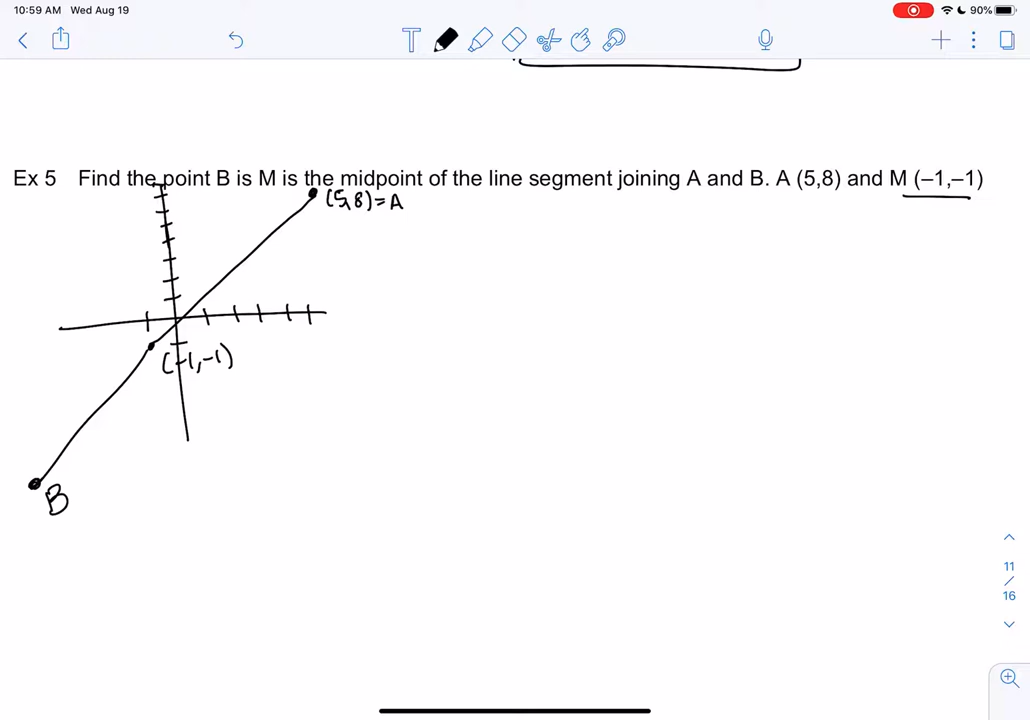 10:59 AM Wed Aug 19
90%
T
Ex 5 Find the point B is M is the midpoint of the line segment joining A and B. A (5,8) and M (–1,–1)
(5,8)=A
(-1,-1)
B
11
/
16